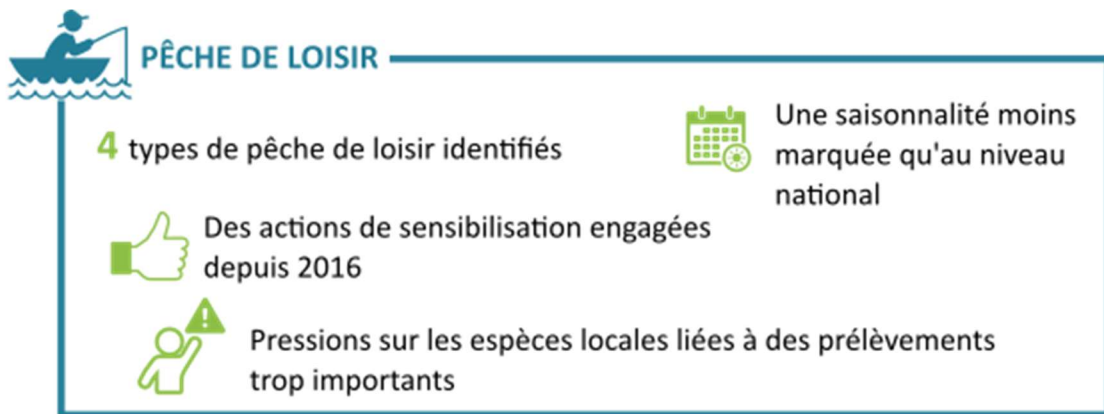 PÊCHE DE LOISIR
4 types de pêche de loisir identifiés
Une saisonnalité moins
marquée qu'au niveau
national
Des actions de sensibilisation engagées
depuis 2016
Pressions sur les espèces locales liées à des prélèvements
trop importants